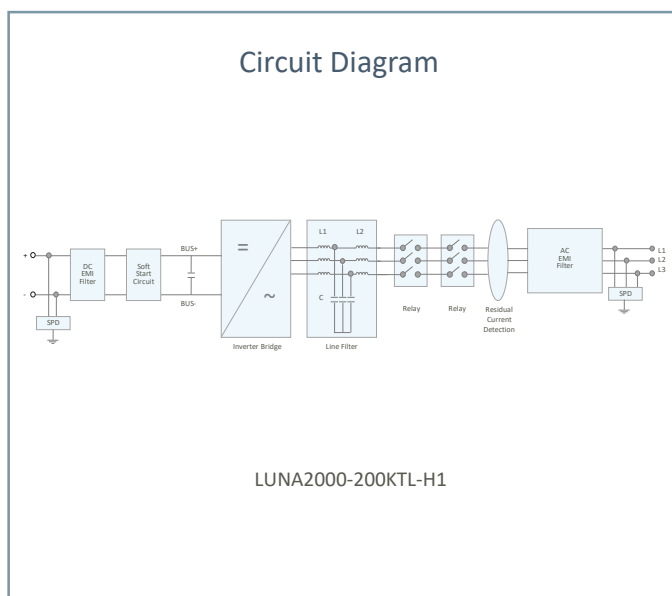 Circuit Diagram
L1
L2
+
-
DC
EMI
Filter
Soft
Start
Circuit
BUS+
BUS-
=
~
C
AC
EMI
Filter
L1
L2
L3
SPD
SPD
Inverter Bridge
Line Filter
Relay
Relay
Residual
Current
Detection
LUNA2000-200KTL-H1